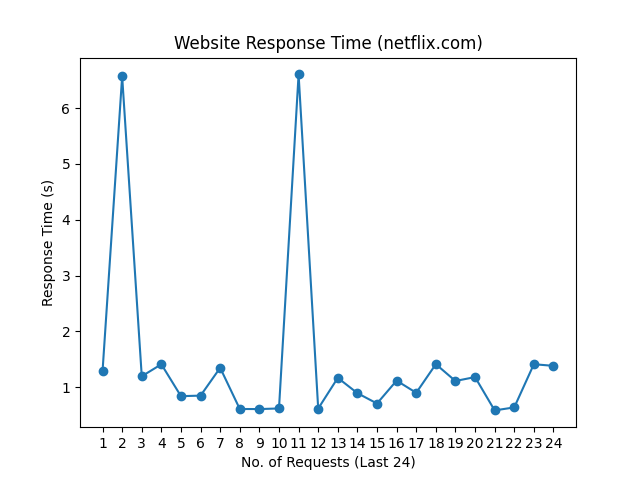 Website Response Time (netflix.com)
6
5
4
3
2
1
Response Time (s)
1 2 3 4 5 6 7 8 9 10 11 12 13 14 15 16 17 18 19 20 21 22 23 24
No. of Requests (Last 24)